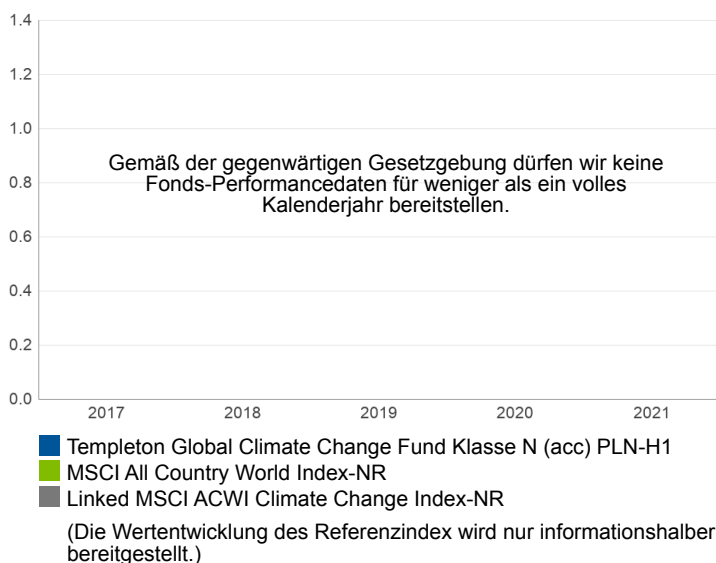 1.4
1.2
1.0
Gemäß der gegenwärtigen Gesetzgebung dürfen wir keine
0.8 Fonds-Performancedaten für weniger als ein volles
Kalenderjahr bereitstellen.
0.6
0.4
0.2
0.0
2017 2018 2019 2020 2021
Templeton Global Climate Change Fund Klasse N (acc) PLN-H1
MSCI All Country World Index-NR
Linked MSCI ACWI Climate Change Index-NR
(Die Wertentwicklung des Referenzindex wird nur informationshalber
bereitgestellt.)